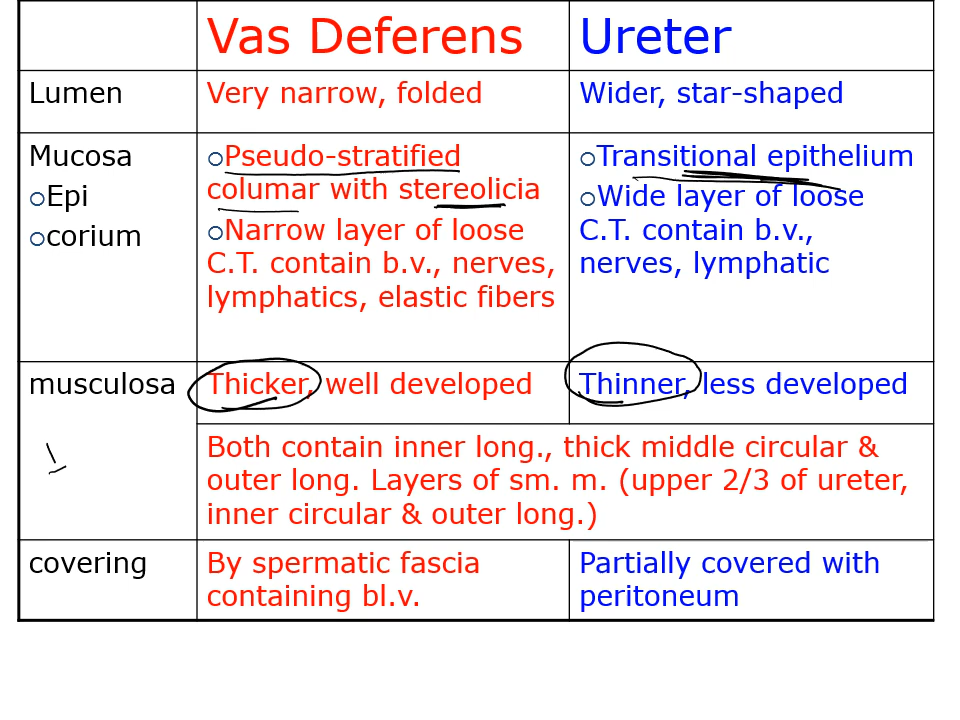 Vas Deferens Ureter
Lumen Very narrow, folded Wider, star-shaped
Mucosa
Epi
corium
Pseudo-stratified
columar with stereolicia
Narrow layer of loose
C.T. contain b.v., nerves,
lymphatics, elastic fibers
Transitional epithelium
Wide layer of loose
C.T. contain b.v.,
nerves, lymphatic
musculosa Thicker, well developed Thinner, less developed
Both contain inner long., thick middle circular &
outer long. Layers of sm. m. (upper 2/3 of ureter,
inner circular & outer long.)
covering
By spermatic fascia
containing bl.v.
Partially covered with
peritoneum